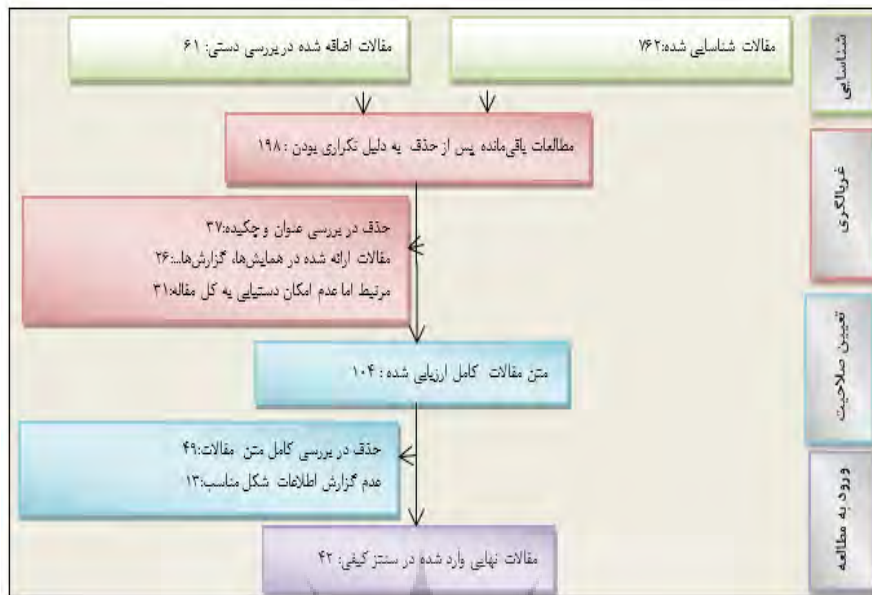 شناسایی
مقالات شناسایی شده:۷۶۲
مقالات اضاقه شده در بررسی دستی: ۶۱
غربالگری
مطالعات باقی‌مانده پس از حذف به دلیل تکراری بودن : ۱۹۸
حذف در بررسی عنوان و چکیده:۳۷
مقالات ارائه شده در همایش‌ها، گزارش‌ها...: ۲۶
مرتبط اما عدم امکان دستیابی به کل مقاله:۳۱
تعیین صلاحیت
متن مقالات کامل ارزیابی شده : ۱۰۴
حذف در بررسی کامل متن مقالات:۴۹
عدم گزارش اطلاعات شکل مناسب:۱۳
ورود به مطالعه
مقالات نهایی وارد شده در سنتز کیفی: ۴۲